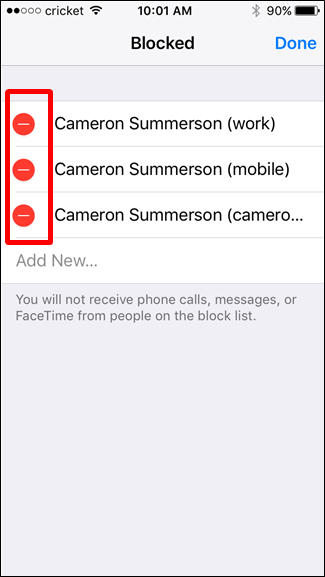 cricket 10:01 AM 90%
Blocked Done
Cameron Summerson (work)
Cameron Summerson (mobile)
Cameron Summerson (camero...
Add New...
You will not receive phone calls, messages, or
FaceTime from people on the block list.